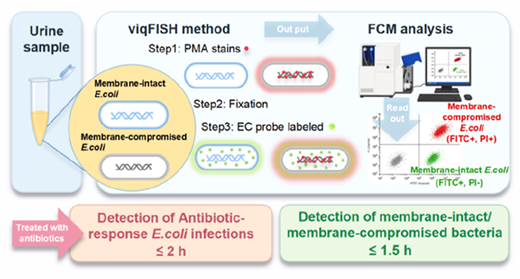 Urine
sample
viqFISH method
Out put
FCM analysis
Step1: PMA stains
Membrane-intact
E.coli
Step2: Fixation
Membrane-compromised
E.coli
Step3: EC probe labeled
Read
out
Membrane-
compromised
E.coli
(FITC+, PI+)
Membrane-intact E.coli
(FITC+, PI-)
Treated with
antibiotics
Detection of Antibiotic-
response E.coli infections
≤ 2 h
Detection of membrane-intact/
membrane-compromised bacteria
≤ 1.5 h